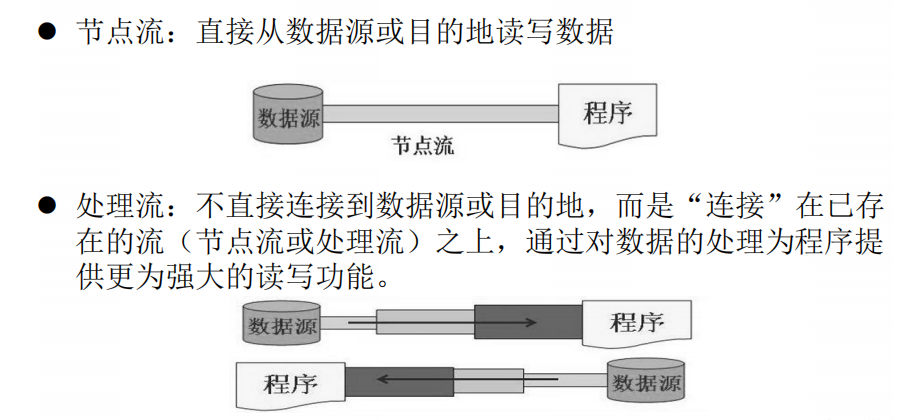 ● 节点流：直接从数据源或目的地读写数据
数据源
程序
节点流
● 处理流：不直接连接到数据源或目的地，而是“连接”在已存
在的流（节点流或处理流）之上，通过对数据的处理为程序提
供更为强大的读写功能。
数据源
程序
程序
数据源